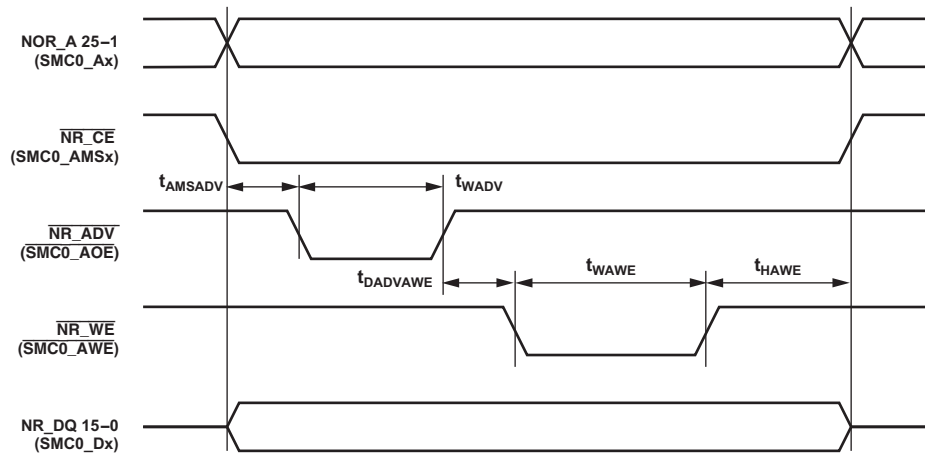 NOR_A 25–1
(SMC0_Ax)
NR_CE
(SMC0_AMSx)
tAMSADV
tWADV
NR_ADV
(SMC0_AOE)
tDADVAWE
tWAWE
tHAWE
NR_WE
(SMC0_AWE)
NR_DQ 15–0
(SMC0_Dx)